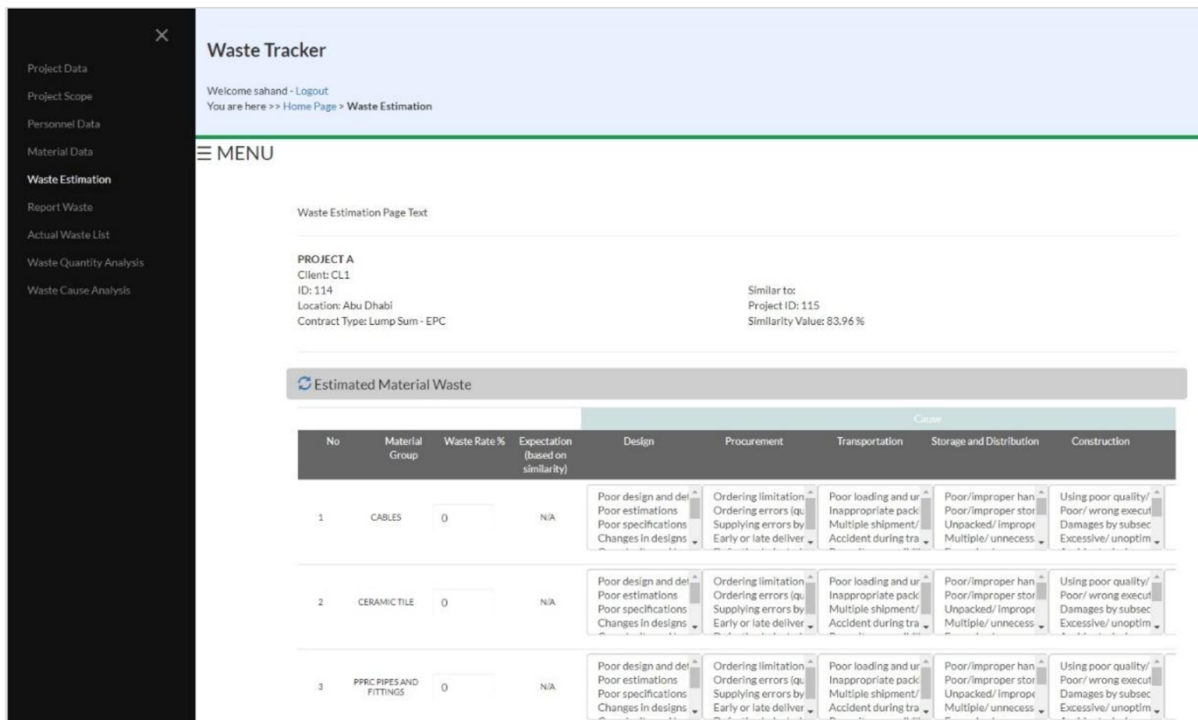 ×
Project Data
Project Scope
Personnel Data
Material Data
Waste Estimation
Report Waste
Actual Waste List
Waste Quantity Analysis
Waste Cause Analysis
Waste Tracker
Welcome sahand - Logout
You are here >> Home Page > Waste Estimation
☰ MENU
Waste Estimation Page Text
PROJECT A
Client: CL1
ID: 114
Location: Abu Dhabi
Contract Type: Lump Sum - EPC
Similar to:
Project ID: 115
Similarity Value: 83.96 %
Estimated Material Waste
Cause
No Material Group Waste Rate % Expectation (based on similarity) Design Procurement Transportation Storage and Distribution Construction
1 CABLES 0 N/A
Poor design and det
Poor estimations
Poor specifications
Changes in designs
Ordering limitation
Ordering errors (qu
Supplying errors by
Early or late deliver
Poor loading and ur
Inappropriate pack
Multiple shipment/
Accident during tra
Poor/improper han
Poor/improper stor
Unpacked/ imprope
Multiple/ unnecess
Using poor quality/
Poor/ wrong execut
Damages by subsec
Excessive/ unoptim
2 CERAMIC TILE 0 N/A
Poor design and det
Poor estimations
Poor specifications
Changes in designs
Ordering limitation
Ordering errors (qu
Supplying errors by
Early or late deliver
Poor loading and ur
Inappropriate pack
Multiple shipment/
Accident during tra
Poor/improper han
Poor/improper stor
Unpacked/ imprope
Multiple/ unnecess
Using poor quality/
Poor/ wrong execut
Damages by subsec
Excessive/ unoptim
3 PPRC PIPES AND FITTINGS 0 N/A
Poor design and det
Poor estimations
Poor specifications
Changes in designs
Ordering limitation
Ordering errors (qu
Supplying errors by
Early or late deliver
Poor loading and ur
Inappropriate pack
Multiple shipment/
Accident during tra
Poor/improper han
Poor/improper stor
Unpacked/ imprope
Multiple/ unnecess
Using poor quality/
Poor/ wrong execut
Damages by subsec
Excessive/ unoptim